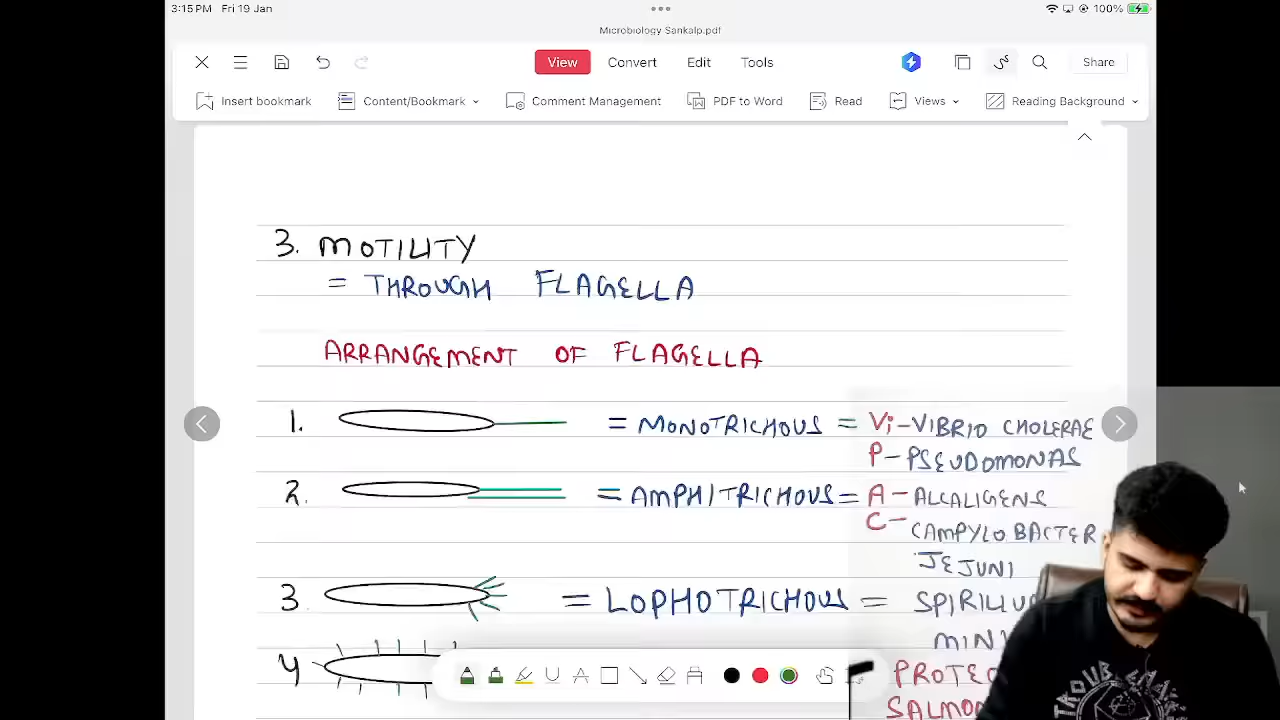 3:15 PM Fri 19 Jan
100%
Microbiology Sankalp.pdf
View Convert Edit Tools Share
Insert bookmark Content/Bookmark Comment Management PDF to Word Read Views Reading Background
3. MOTILITY
= THROUGH FLAGELLA
ARRANGEMENT OF FLAGELLA
1. = MONOTRICHOUS = Vi-VIBRIO CHOLERAE
P-PSEUDOMONAS
2. = AMPHITRICHOUS = A-ALCALIGENS
C-CAMPYLOBACTER
JEJUNI
3. = LOPHOTRICHOUS =
4